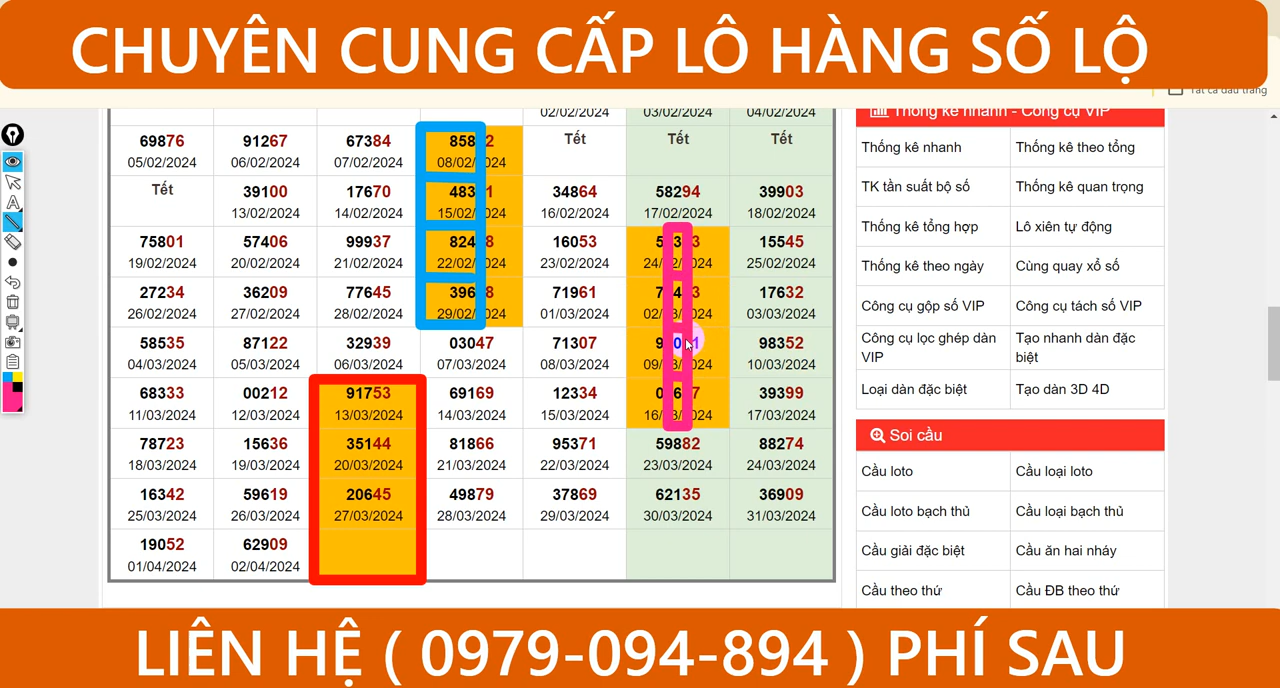 CHUYÊN CUNG CẤP LÔ HÀNG SỐ LỘ
Tất cả dấu trang
02/02/2024 03/02/2024 04/02/2024
69876 91267 67384 Tết Tết Tết
05/02/2024 06/02/2024 07/02/2024
Tết 39100 17670 34864 58294 39903
13/02/2024 14/02/2024 16/02/2024 17/02/2024 18/02/2024
75801 57406 99937 16053 15545
19/02/2024 20/02/2024 21/02/2024 23/02/2024 25/02/2024
27234 36209 77645 71961 17632
26/02/2024 27/02/2024 28/02/2024 01/03/2024 03/03/2024
58535 87122 32939 03047 71307 98352
04/03/2024 05/03/2024 06/03/2024 07/03/2024 08/03/2024 10/03/2024
68333 00212 91753 69169 12334 39399
11/03/2024 12/03/2024 13/03/2024 14/03/2024 15/03/2024 17/03/2024
78723 15636 35144 81866 95371 59882 88274
18/03/2024 19/03/2024 20/03/2024 21/03/2024 22/03/2024 23/03/2024 24/03/2024
16342 59619 20645 49879 37869 62135 36909
25/03/2024 26/03/2024 27/03/2024 28/03/2024 29/03/2024 30/03/2024 31/03/2024
19052 62909
01/04/2024 02/04/2024
Thống kê nhanh - Công cụ VIP
Thống kê nhanh Thống kê theo tổng
TK tần suất bộ số Thống kê quan trọng
Thống kê tổng hợp Lô xiên tự động
Thống kê theo ngày Cùng quay xổ số
Công cụ gộp số VIP Công cụ tách số VIP
Công cụ lọc ghép dàn VIP Tạo nhanh dàn đặc biệt
Loại dàn đặc biệt Tạo dàn 3D 4D
Soi cầu
Cầu loto Cầu loại loto
Cầu loto bạch thủ Cầu loại bạch thủ
Cầu giải đặc biệt Cầu ăn hai nháy
Cầu theo thứ Cầu ĐB theo thứ
LIÊN HỆ ( 0979-094-894 ) PHÍ SAU